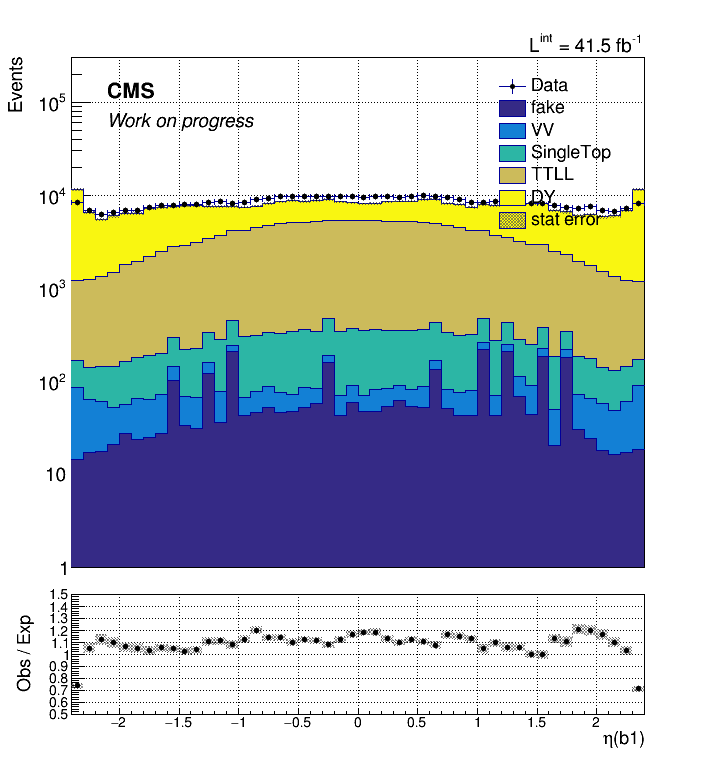 L^int = 41.5 fb^-1
Events
CMS
Work on progress
Data
fake
VV
SingleTop
TTLL
DY
stat error
10^5
10^4
10^3
10^2
10
1
Obs / Exp
1.5
1.4
1.3
1.2
1.1
1
0.9
0.8
0.7
0.6
0.5
−2 −1.5 −1 −0.5 0 0.5 1 1.5 2
η(b1)